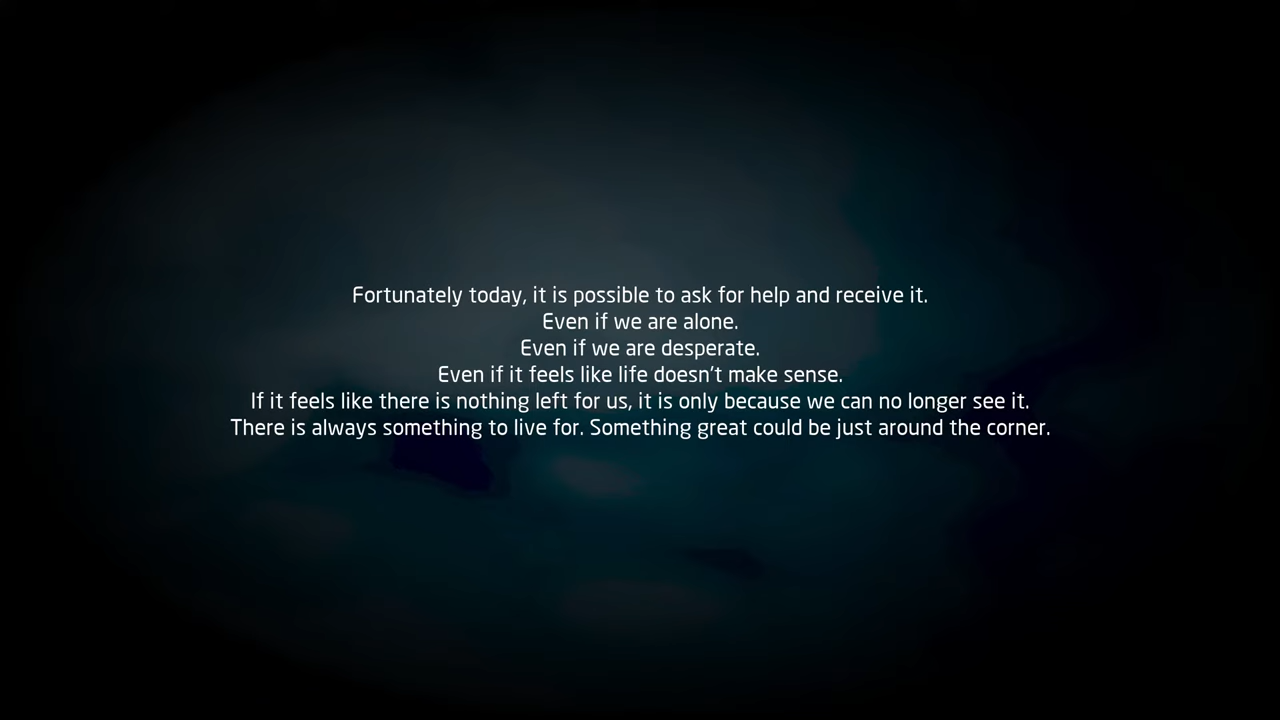 Fortunately today, it is possible to ask for help and receive it.
Even if we are alone.
Even if we are desperate.
Even if it feels like life doesn't make sense.
If it feels like there is nothing left for us, it is only because we can no longer see it.
There is always something to live for. Something great could be just around the corner.